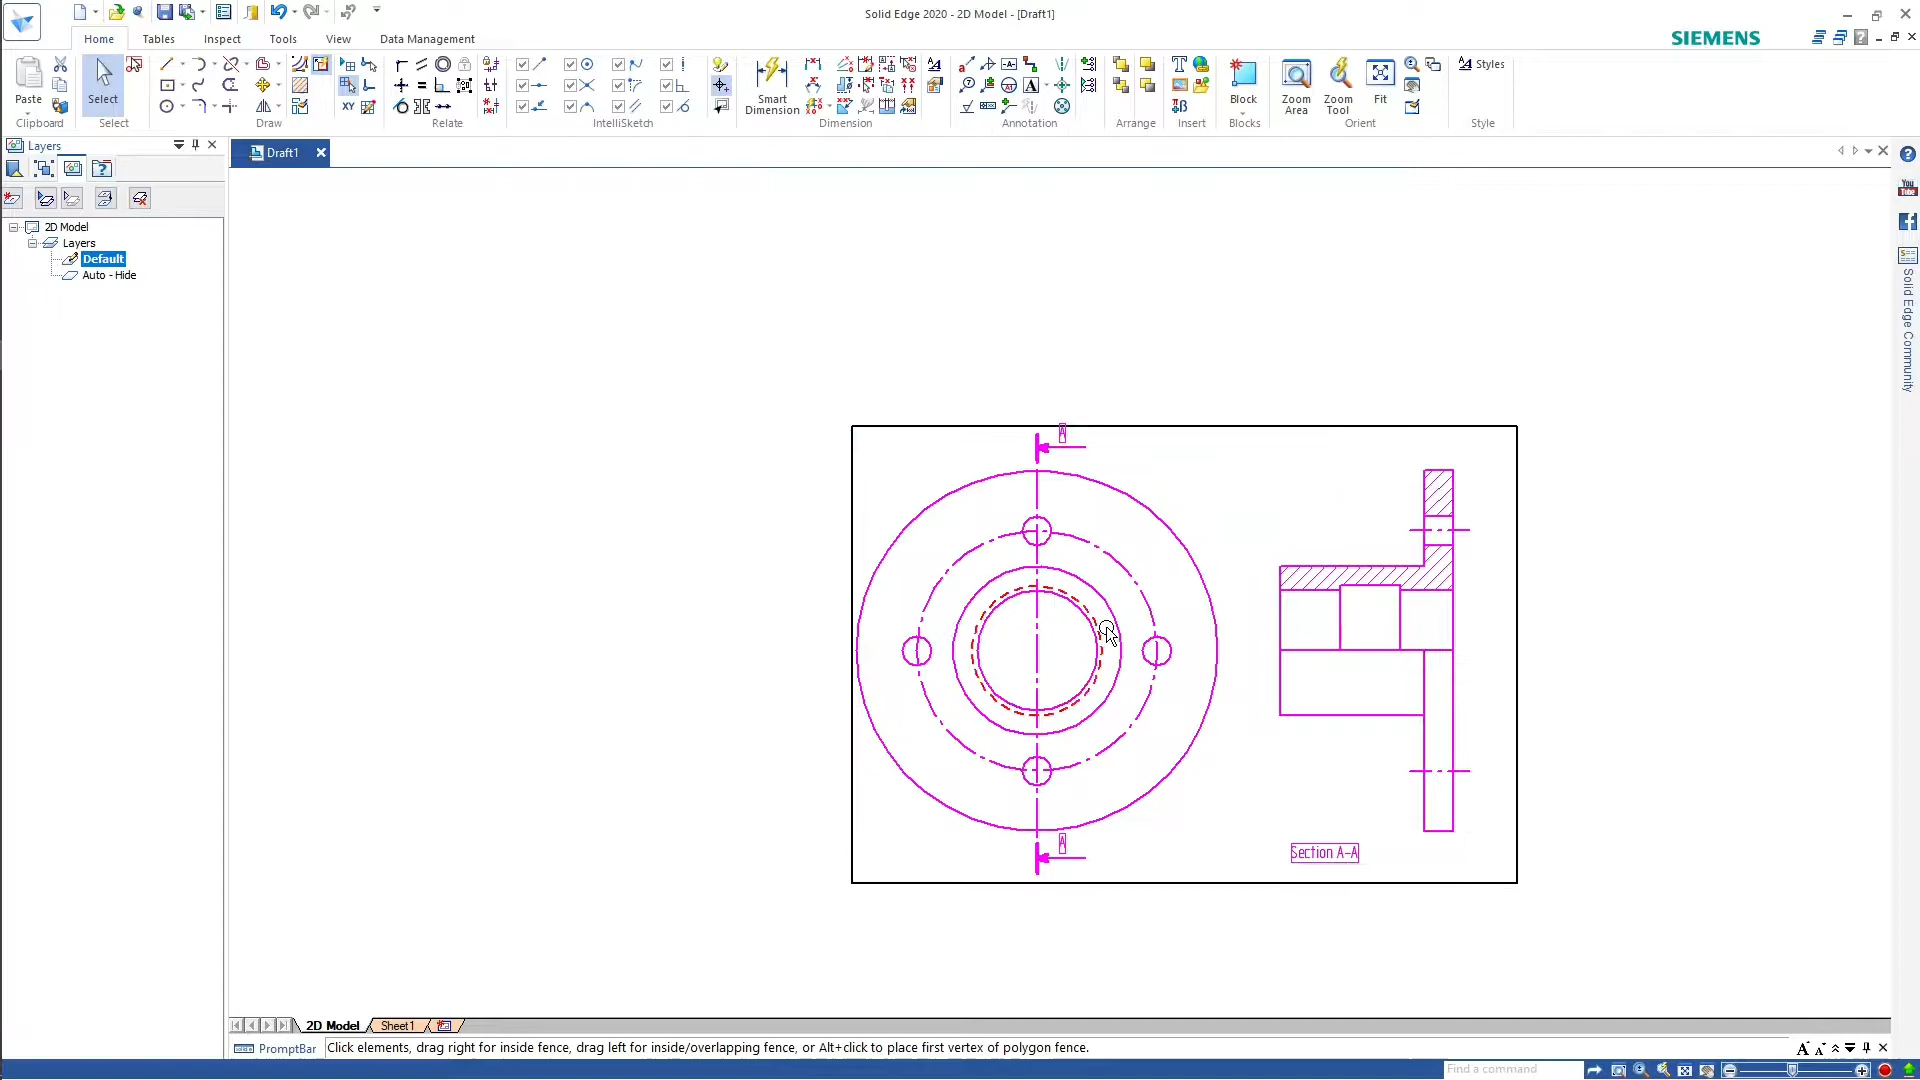 Solid Edge 2020 - 2D Model - [Draft1]
Home
Tables
Inspect
Search
Tools
View
Data Management
SIEMENS
Paste
Clipboard
Select
Select
Draw
XY
Relate
IntelliSketch
Smart
Dimension
Dimension
Annotation
Arrange
Insert
Block
Blocks
Zoom
Area
Zoom
Tool
Fit
Orient
Styles
Style
Layers
Draft1
2D Model
Layers
Default
Auto - Hide
A
A
Section A-A
You
Tube
Solid Edge Community
2D Model
Sheet1
PromptBar
Click elements, drag right for inside fence, drag left for inside/overlapping fence, or Alt+click to place first vertex of polygon fence.
Find a command